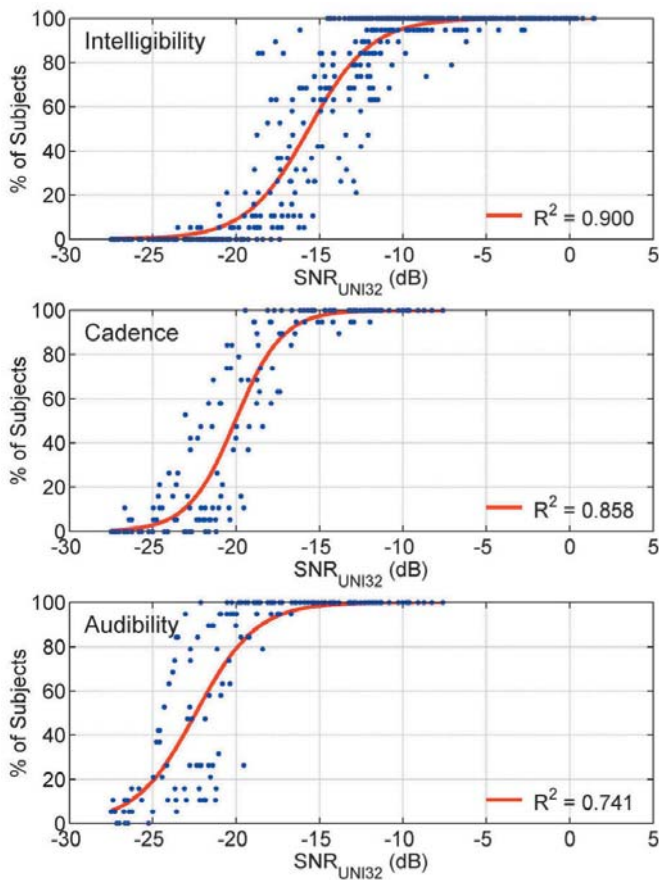 Intelligibility
% of Subjects
100
80
60
40
20
0
R² = 0.900
-30 -25 -20 -15 -10 -5 0 5
SNR_UNI32 (dB)
Cadence
% of Subjects
100
80
60
40
20
0
R² = 0.858
-30 -25 -20 -15 -10 -5 0 5
SNR_UNI32 (dB)
Audibility
% of Subjects
100
80
60
40
20
0
R² = 0.741
-30 -25 -20 -15 -10 -5 0 5
SNR_UNI32 (dB)